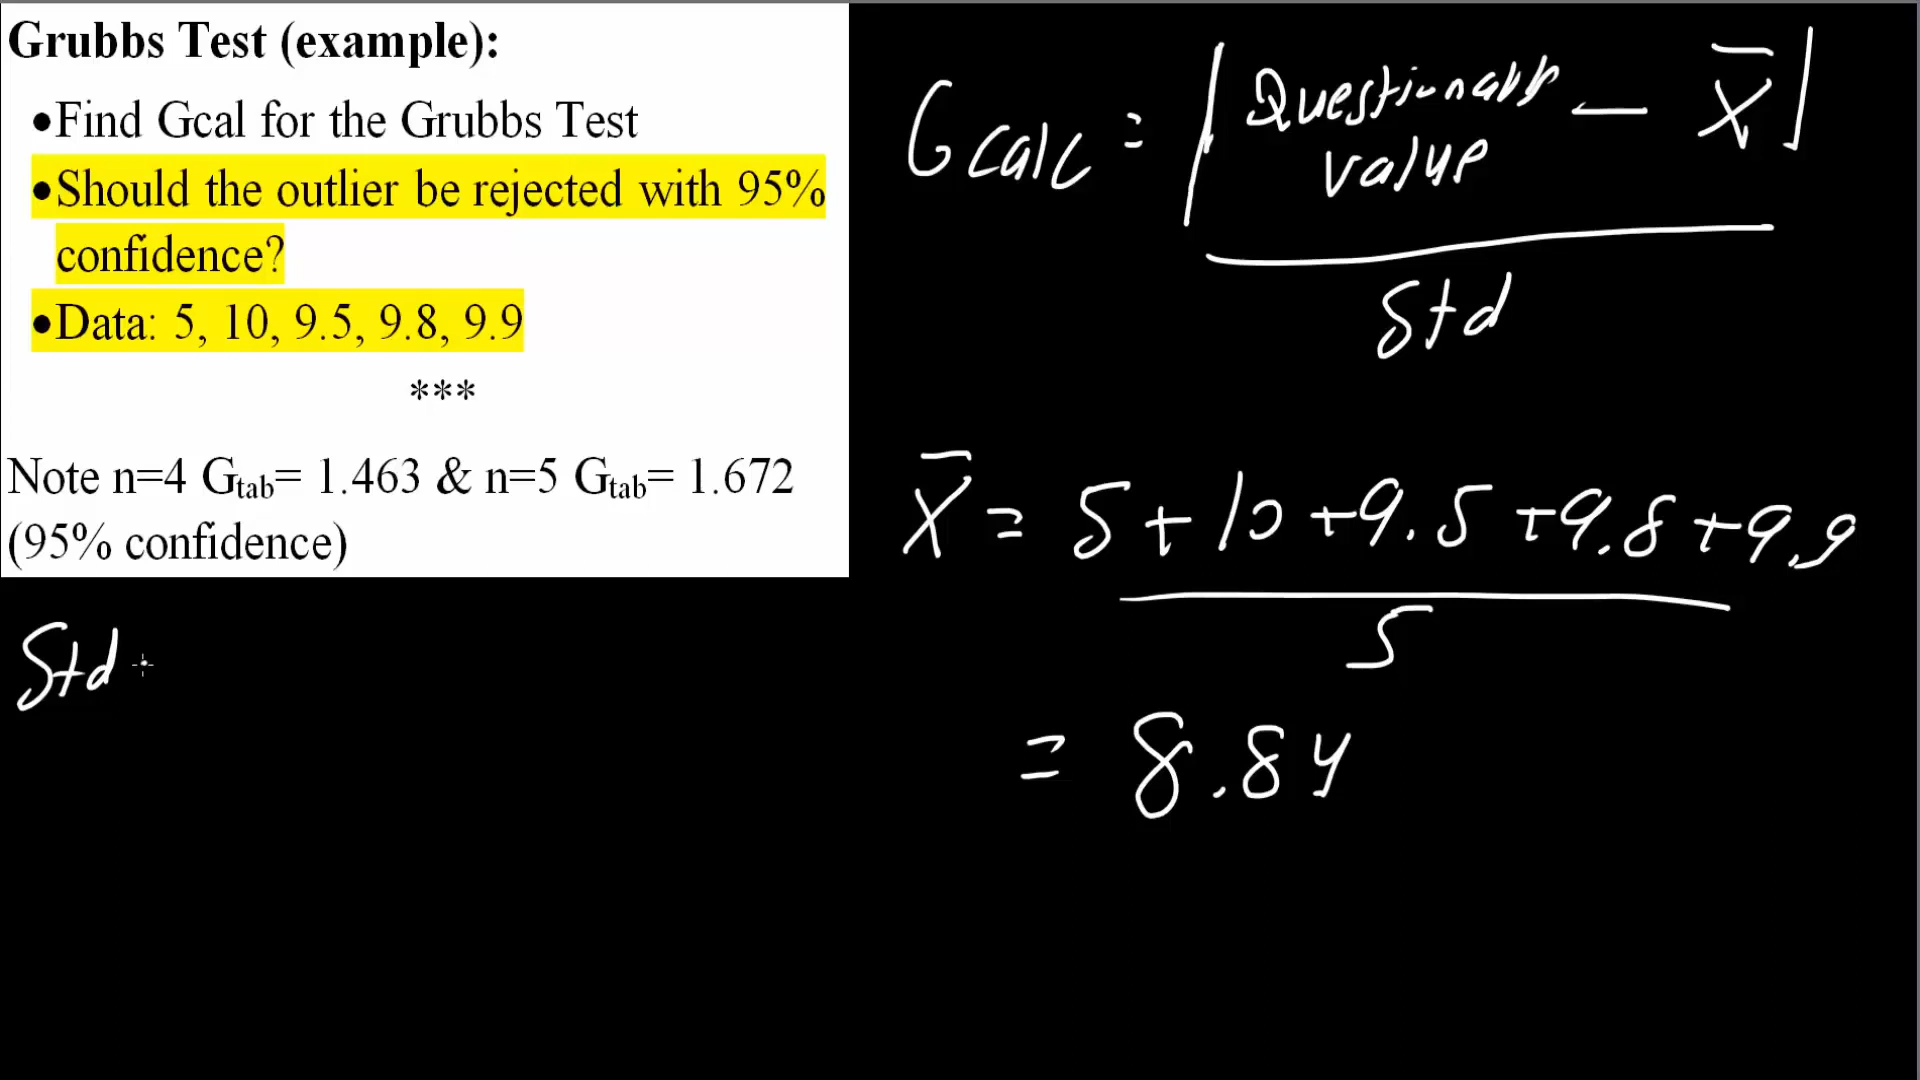 Grubbs Test (example):
•Find Gcal for the Grubbs Test
•Should the outlier be rejected with 95%
confidence?
•Data: 5, 10, 9.5, 9.8, 9.9
***
Note n=4 Gtab= 1.463 & n=5 Gtab= 1.672
(95% confidence)
Gcalc = |Questionable value - X̄|
Std
X̄ = 5+10+9.5+9.8+9.9
5
= 8.84
Std